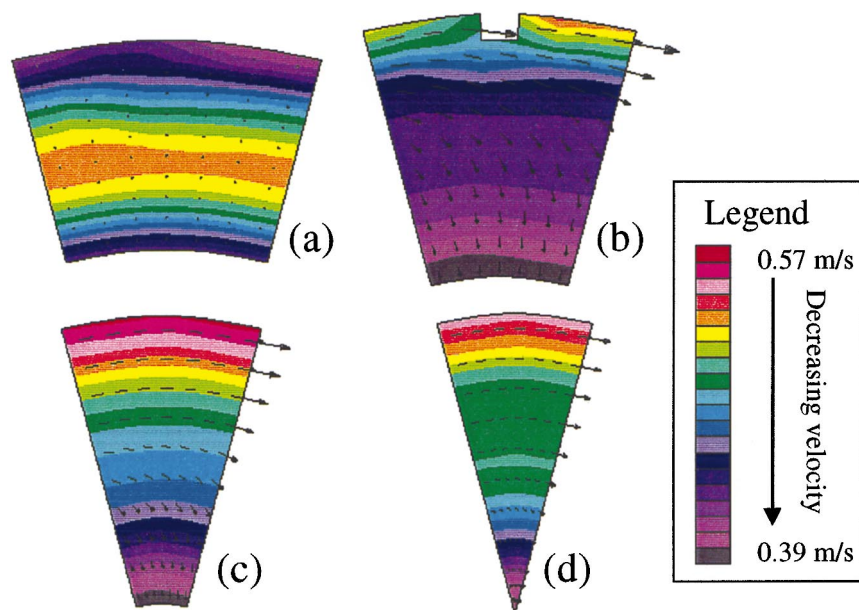 (a)
(b)
Legend
0.57 m/s
Decreasing velocity
0.39 m/s
(c)
(d)